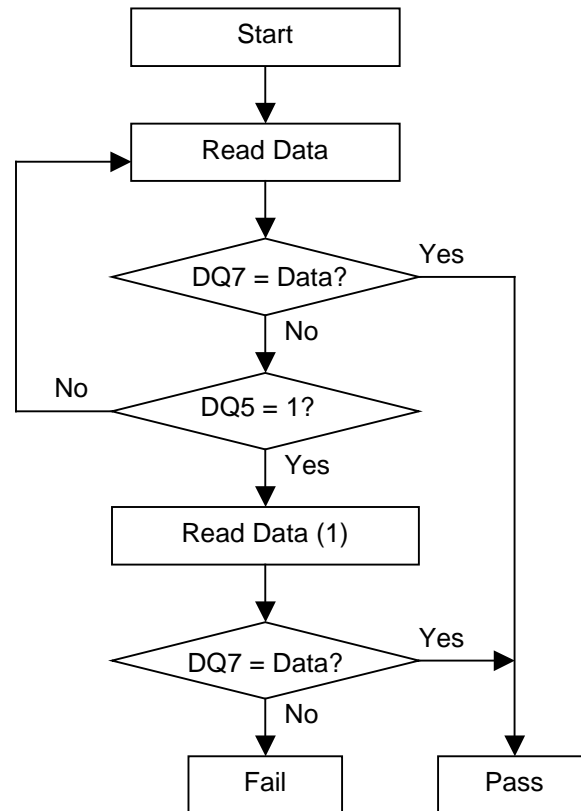 Start
Read Data
DQ7 = Data?
Yes
No
DQ5 = 1?
No
Yes
Read Data (1)
DQ7 = Data?
Yes
No
Fail
Pass